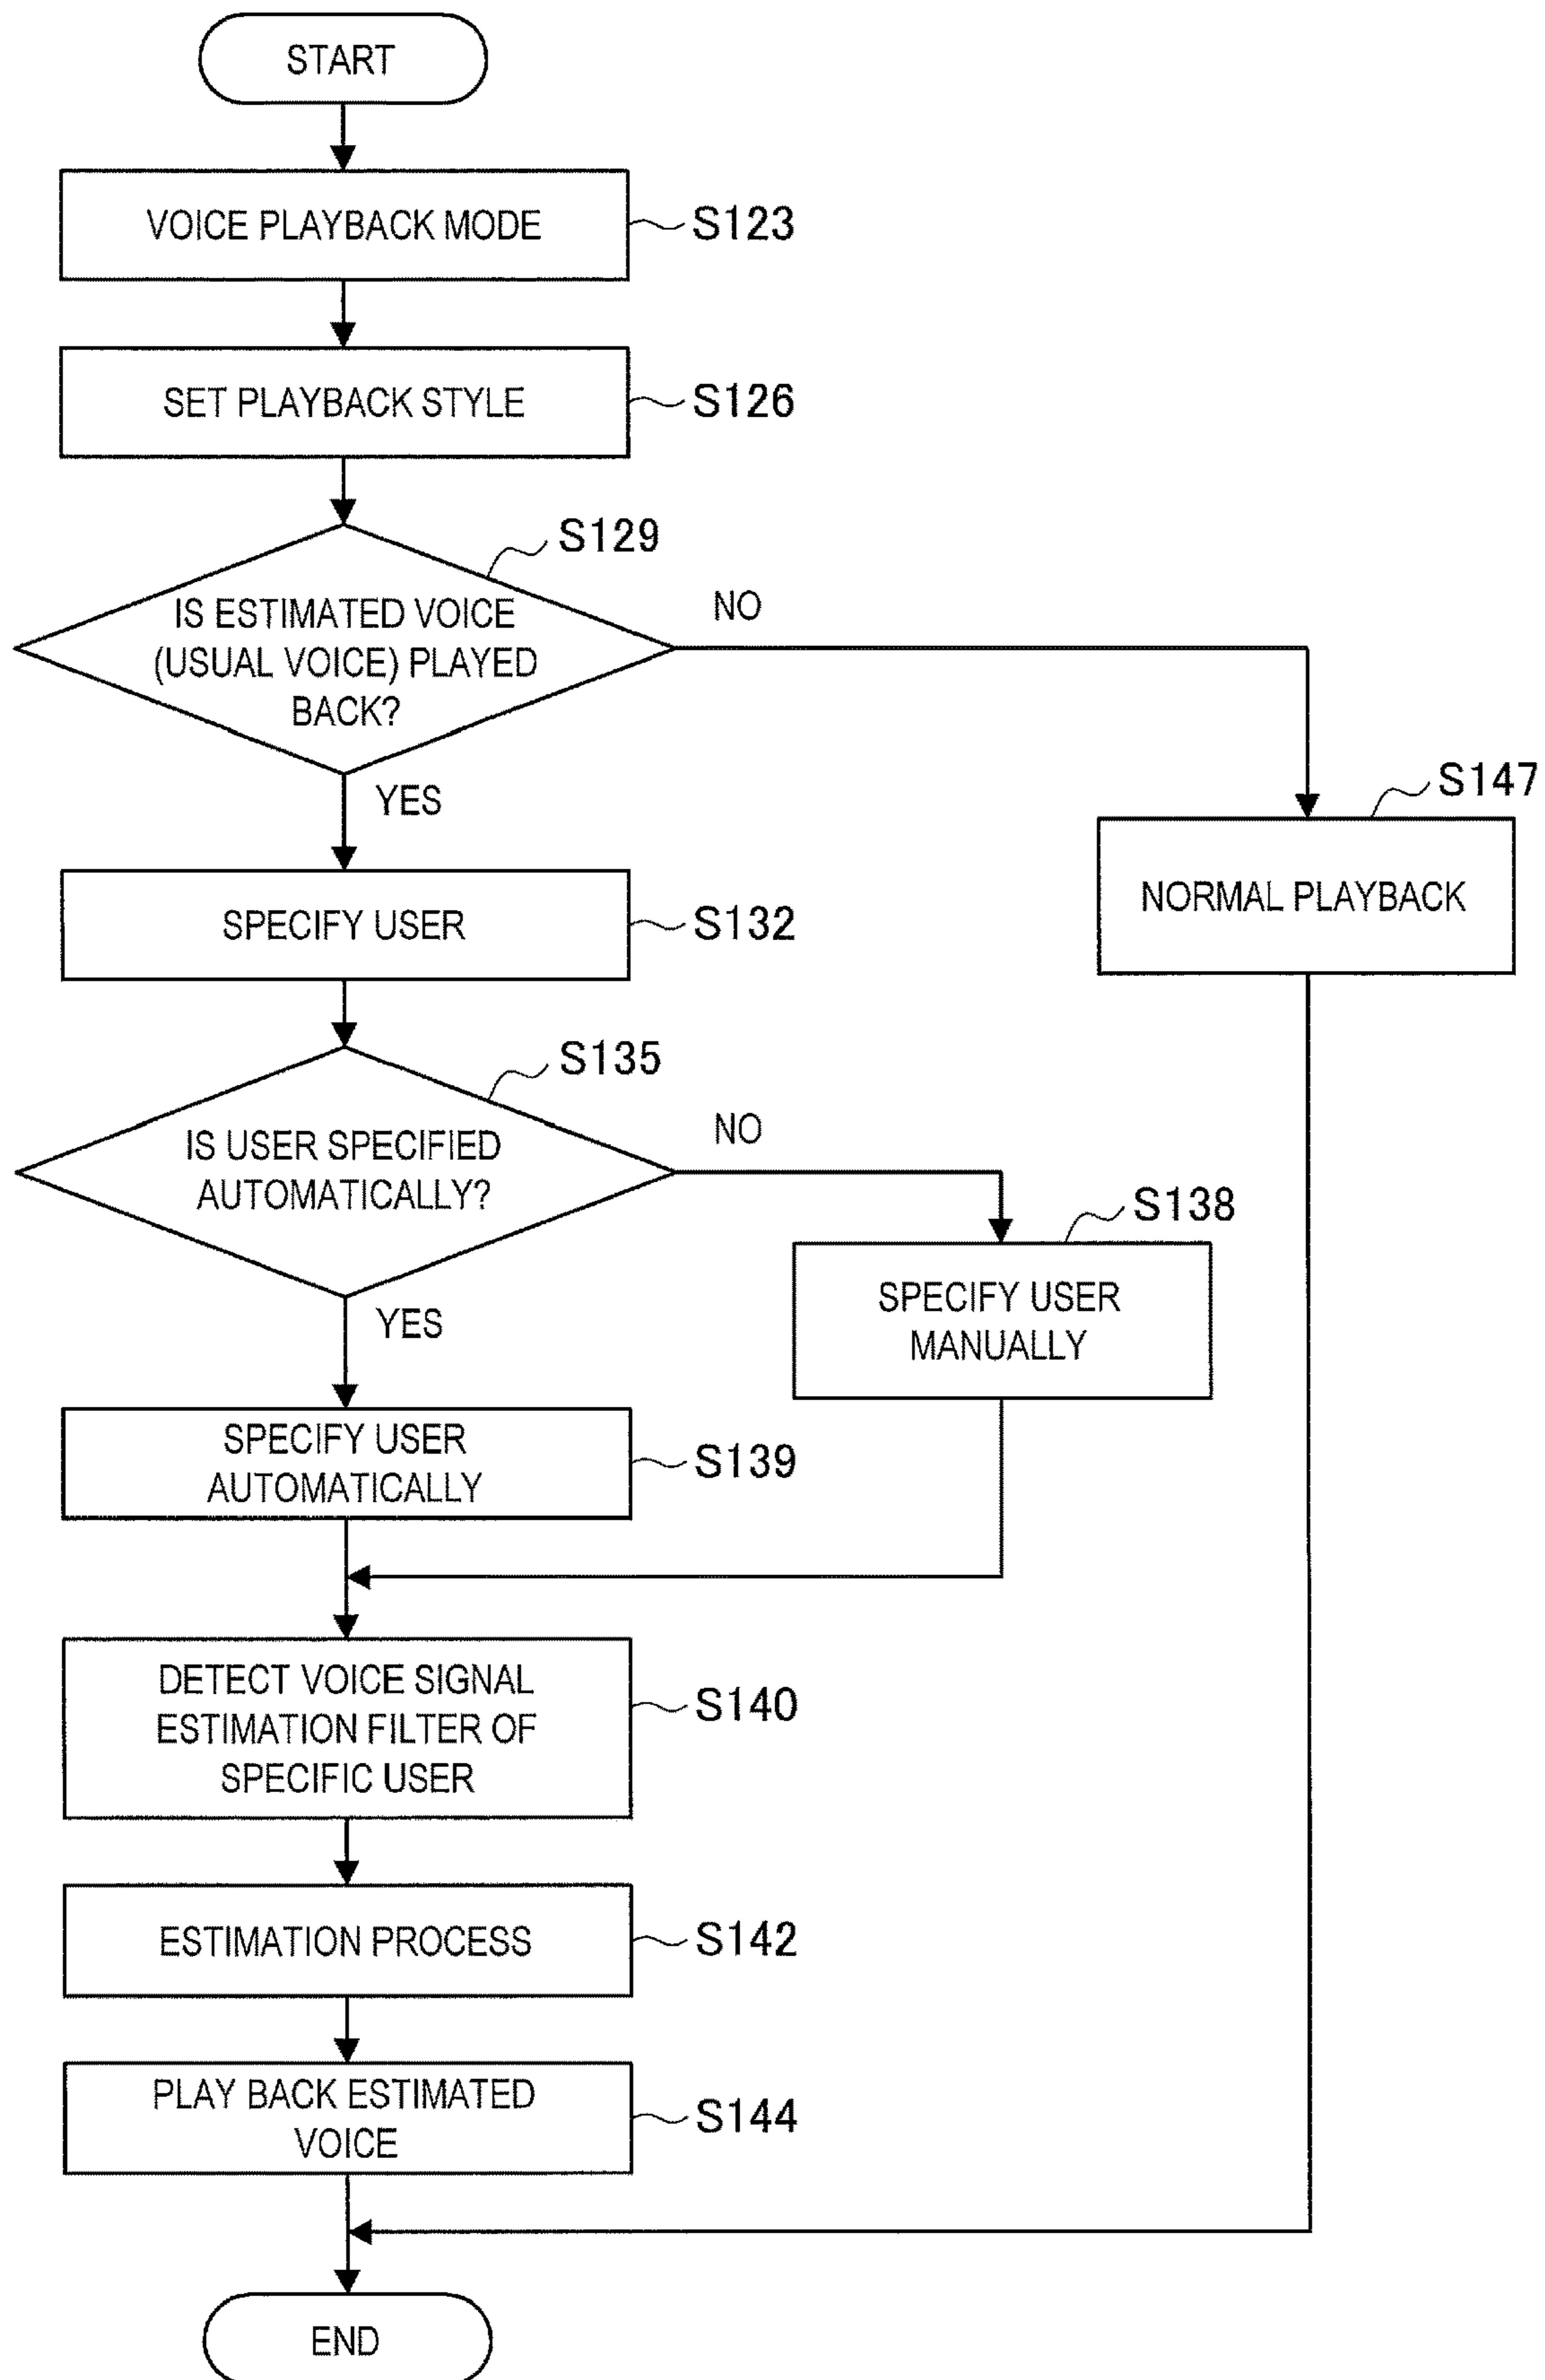 START
VOICE PLAYBACK MODE
S123
SET PLAYBACK STYLE
S126
S129
IS ESTIMATED VOICE
(USUAL VOICE) PLAYED
BACK?
NO
YES
S147
NORMAL PLAYBACK
SPECIFY USER
S132
S135
IS USER SPECIFIED
AUTOMATICALLY?
NO
YES
S138
SPECIFY USER
MANUALLY
SPECIFY USER
AUTOMATICALLY
S139
DETECT VOICE SIGNAL
ESTIMATION FILTER OF
SPECIFIC USER
S140
ESTIMATION PROCESS
S142
PLAY BACK ESTIMATED
VOICE
S144
END